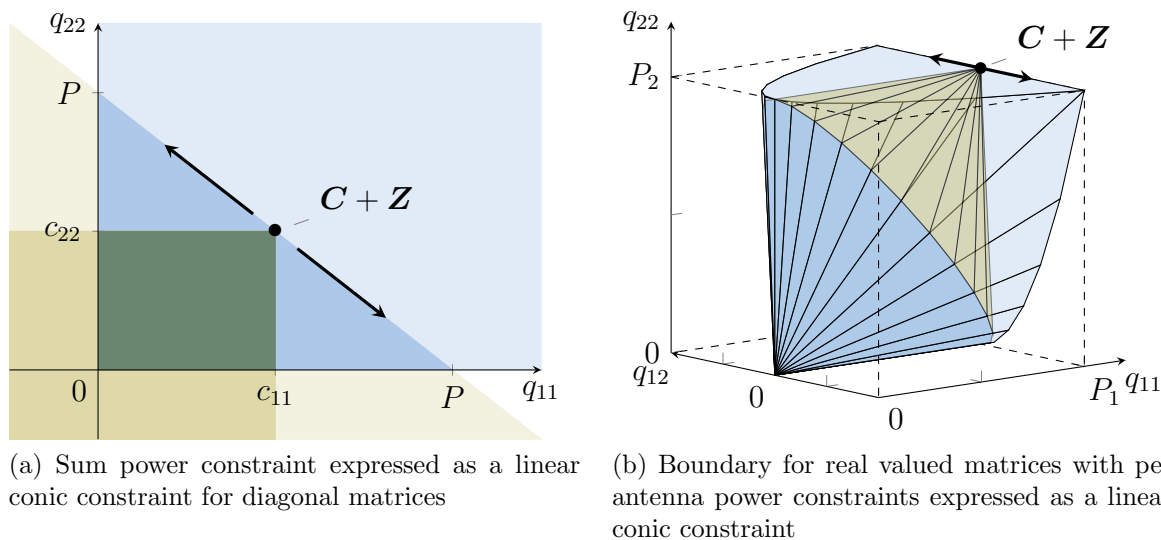 q₂₂
P
c₂₂
C + Z
0
c₁₁
P
q₁₁
(a) Sum power constraint expressed as a linear
conic constraint for diagonal matrices
q₂₂
C + Z
P₂
0
q₁₂
0
0
P₁
q₁₁
(b) Boundary for real valued matrices with pe
antenna power constraints expressed as a linea
conic constraint